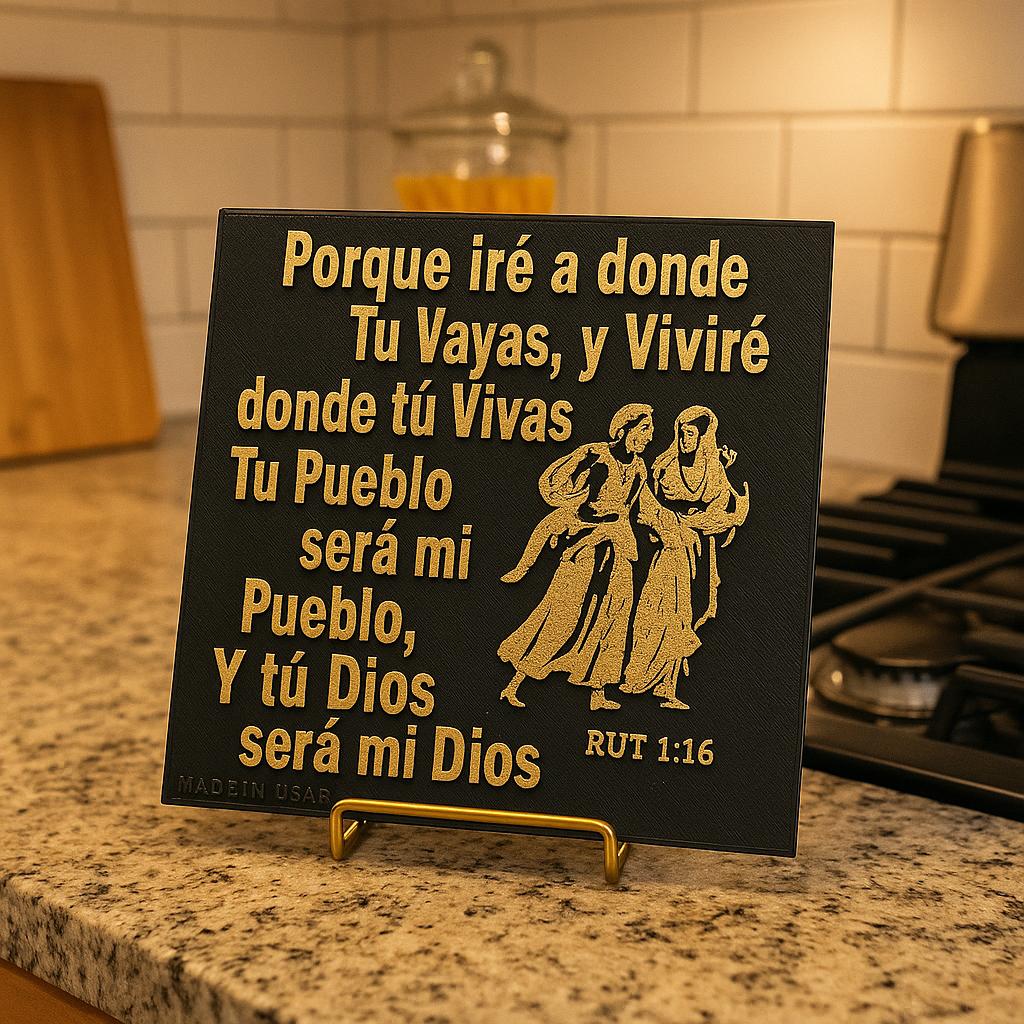 Porque iré a donde
Tu Vayas, y Viviré
donde tú Vivas
Tu Pueblo
será mi
Pueblo,
Y tú Dios
será mi Dios
RUT 1:16
MADEIN USAR